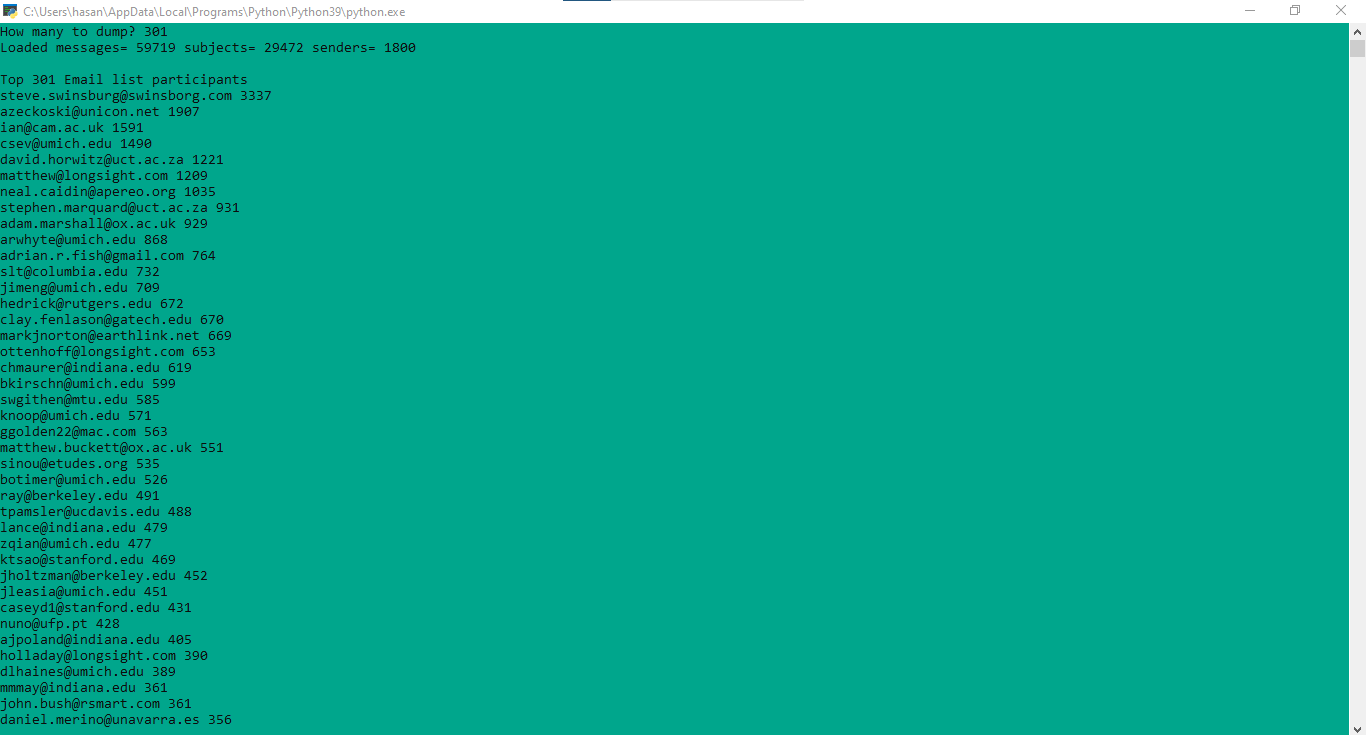 C:\Users\hasan\AppData\Local\Programs\Python\Python39\python.exe
How many to dump? 301
Loaded messages= 59719 subjects= 29472 senders= 1800
Top 301 Email list participants
steve.swinsburg@swinsborg.com 3337
azeckoski@unicon.net 1907
ian@cam.ac.uk 1591
csev@umich.edu 1490
david.horwitz@uct.ac.za 1221
matthew@longsight.com 1209
neal.caidin@apereo.org 1035
stephen.marquard@uct.ac.za 931
adam.marshall@ox.ac.uk 929
arwhyte@umich.edu 868
adrian.r.fish@gmail.com 764
slt@columbia.edu 732
jimeng@umich.edu 709
hedrick@rutgers.edu 672
clay.fenlason@gatech.edu 670
markjnorton@earthlink.net 669
ottenhoff@longsight.com 653
chmaurer@indiana.edu 619
bkirschn@umich.edu 599
swgithen@mtu.edu 585
knoop@umich.edu 571
ggolden22@mac.com 563
matthew.buckett@ox.ac.uk 551
sinou@etudes.org 535
botimer@umich.edu 526
ray@berkeley.edu 491
tpamsler@ucdavis.edu 488
lance@indiana.edu 479
zqian@umich.edu 477
ktsao@stanford.edu 469
jholtzman@berkeley.edu 452
jleasia@umich.edu 451
caseyd1@stanford.edu 431
nuno@ufp.pt 428
ajpoland@indiana.edu 405
holladay@longsight.com 390
dlhaines@umich.edu 389
mmmay@indiana.edu 361
john.bush@rsmart.com 361
daniel.merino@unavarra.es 356